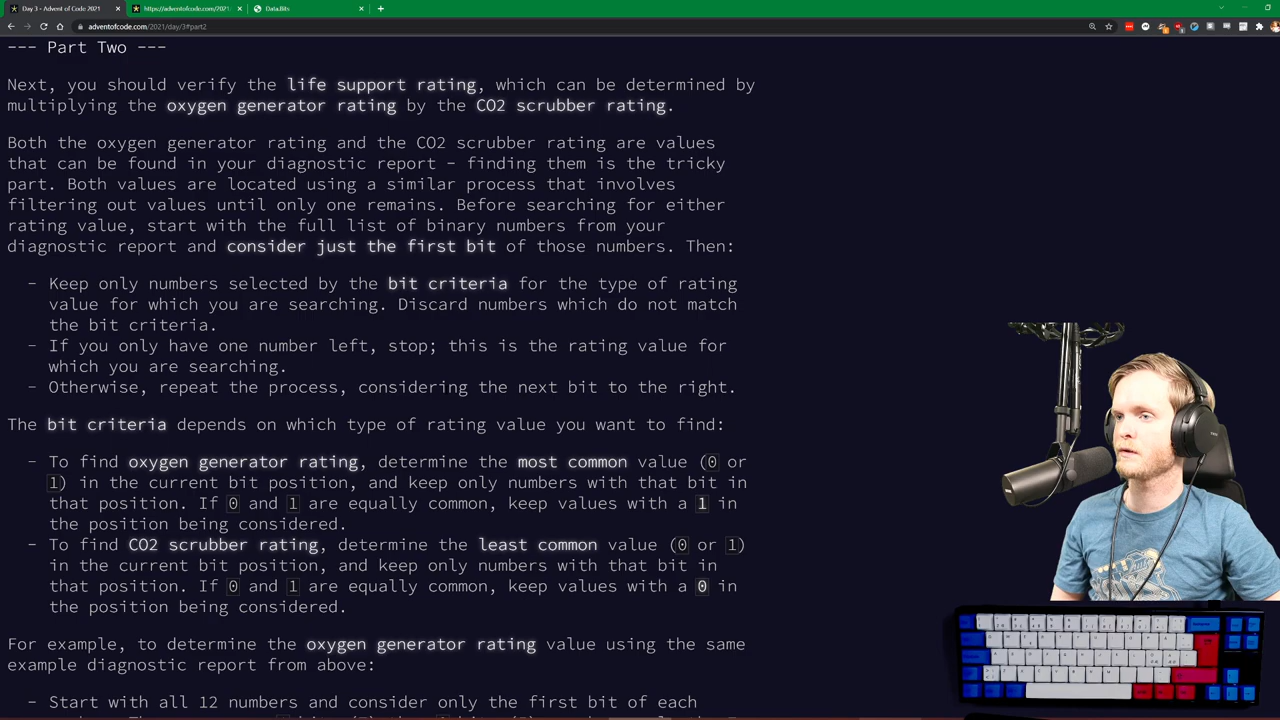 Day 3 - Advent of Code 2021
https://adventofcode.com/2021/
Data.Bits
adventofcode.com/2021/day/3#part2
--- Part Two ---
Next, you should verify the life support rating, which can be determined by
multiplying the oxygen generator rating by the CO2 scrubber rating.
Both the oxygen generator rating and the CO2 scrubber rating are values
that can be found in your diagnostic report - finding them is the tricky
part. Both values are located using a similar process that involves
filtering out values until only one remains. Before searching for either
rating value, start with the full list of binary numbers from your
diagnostic report and consider just the first bit of those numbers. Then:
- Keep only numbers selected by the bit criteria for the type of rating
value for which you are searching. Discard numbers which do not match
the bit criteria.
- If you only have one number left, stop; this is the rating value for
which you are searching.
- Otherwise, repeat the process, considering the next bit to the right.
The bit criteria depends on which type of rating value you want to find:
- To find oxygen generator rating, determine the most common value (0 or
1) in the current bit position, and keep only numbers with that bit in
that position. If 0 and 1 are equally common, keep values with a 1 in
the position being considered.
- To find CO2 scrubber rating, determine the least common value (0 or 1)
in the current bit position, and keep only numbers with that bit in
that position. If 0 and 1 are equally common, keep values with a 0 in
the position being considered.
For example, to determine the oxygen generator rating value using the same
example diagnostic report from above:
- Start with all 12 numbers and consider only the first bit of each